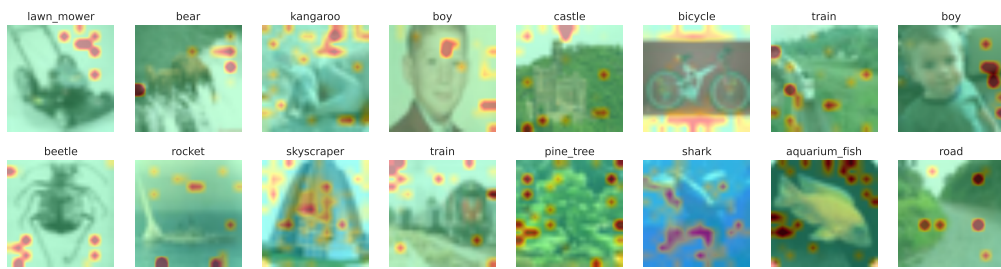 lawn_mower bear kangaroo boy castle bicycle train boy
beetle rocket skyscraper train pine_tree shark aquarium_fish road